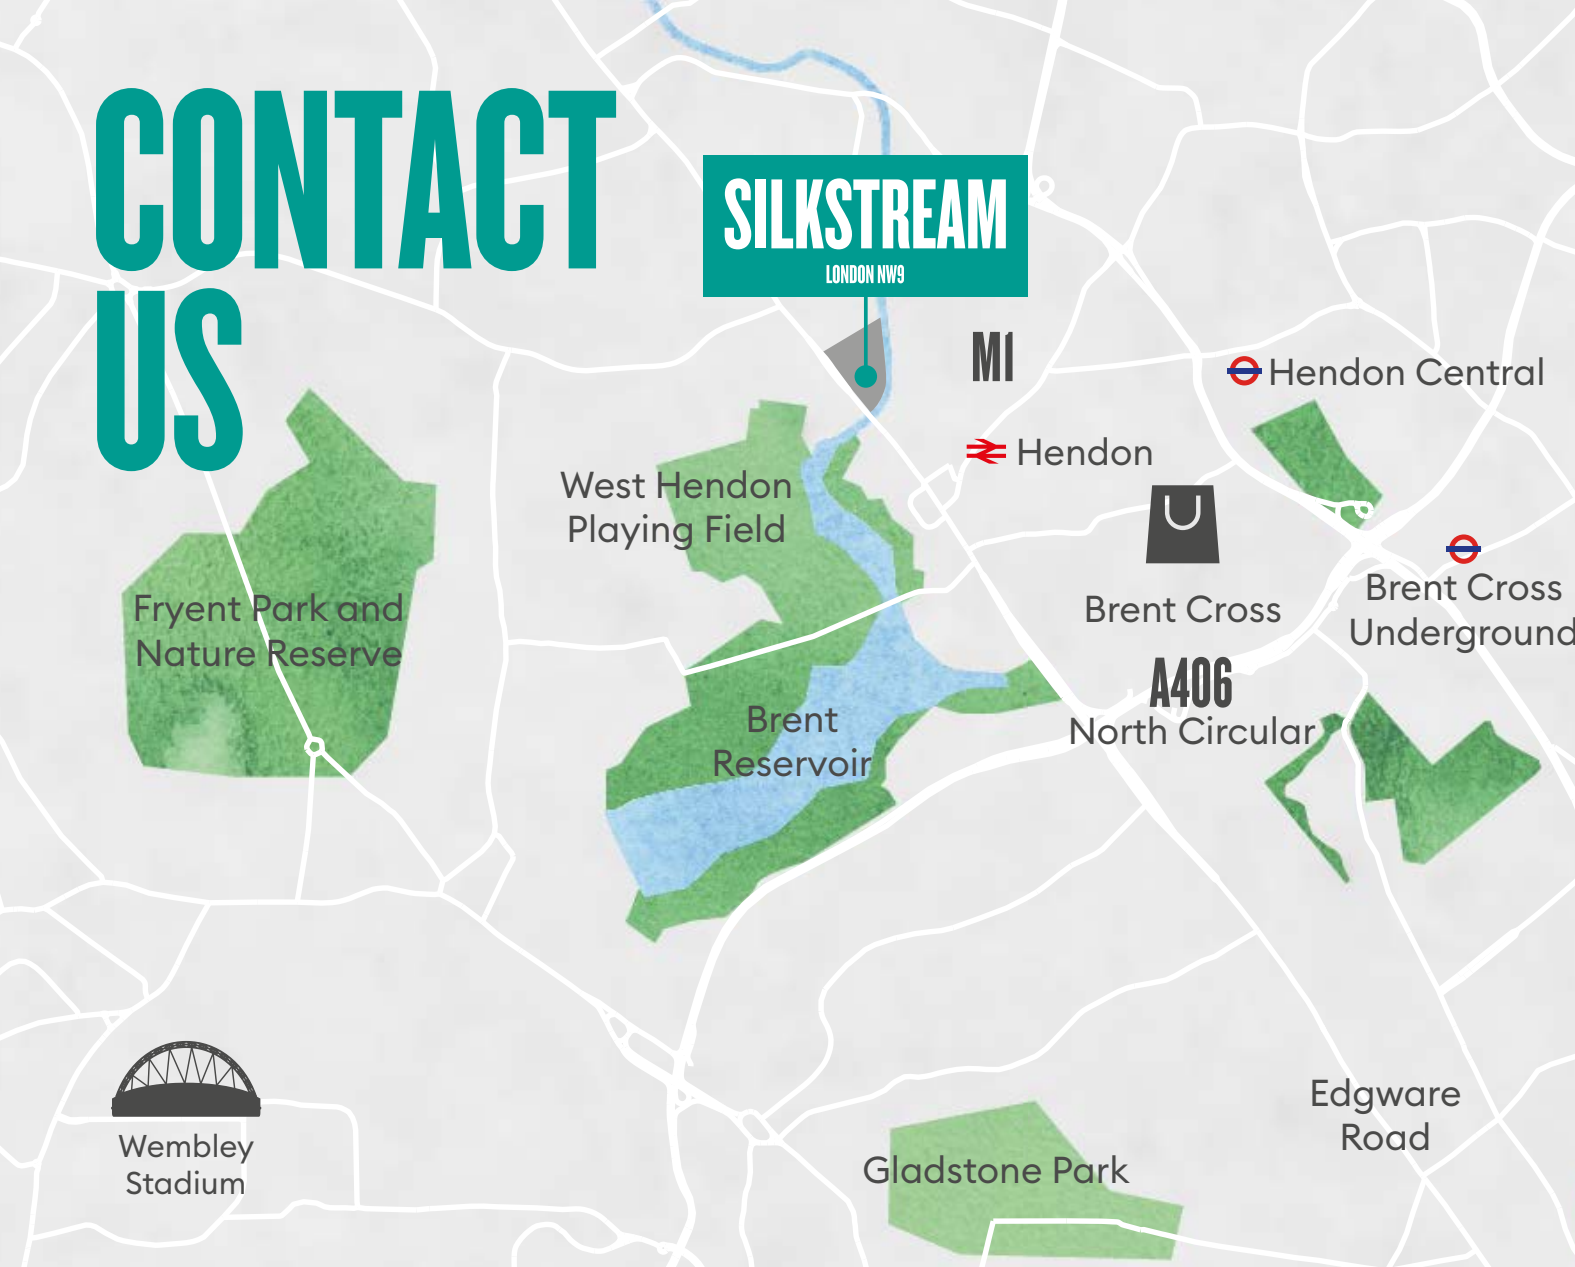 CONTACT
US
SILKSTREAM
LONDON NW9
M1
Hendon Central
Hendon
West Hendon
Playing Field
Brent Cross
Brent Cross
Underground
Fryent Park and
Nature Reserve
A406
North Circular
Brent
Reservoir
Edgware
Road
Wembley
Stadium
Gladstone Park